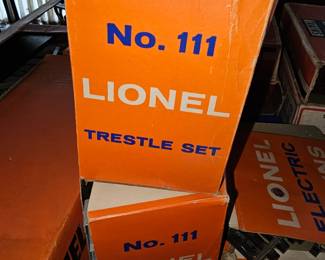 No. 111
LIONEL
TRESTLE SET
No. 111
LIONEL
ELECTRIC